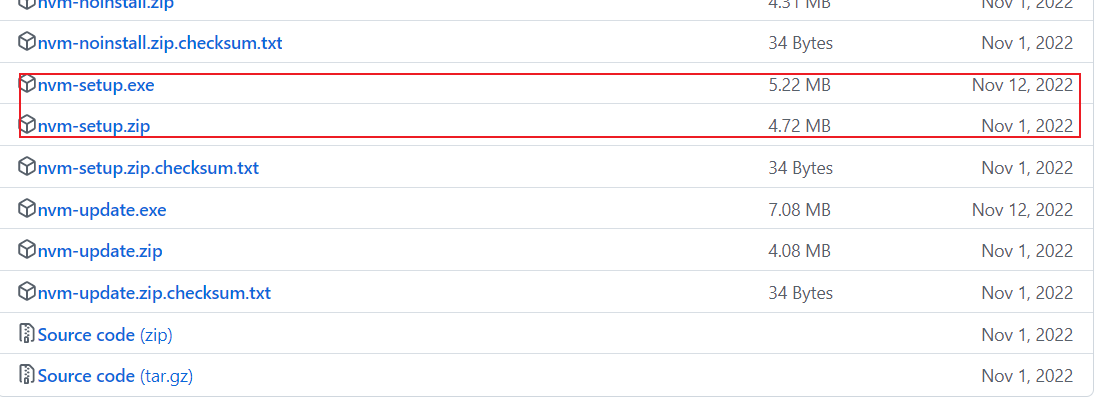 nvm-noinstall.zip 4.31 MB Nov 1, 2022
nvm-noinstall.zip.checksum.txt 34 Bytes Nov 1, 2022
nvm-setup.exe 5.22 MB Nov 12, 2022
nvm-setup.zip 4.72 MB Nov 1, 2022
nvm-setup.zip.checksum.txt 34 Bytes Nov 1, 2022
nvm-update.exe 7.08 MB Nov 12, 2022
nvm-update.zip 4.08 MB Nov 1, 2022
nvm-update.zip.checksum.txt 34 Bytes Nov 1, 2022
Source code (zip) Nov 1, 2022
Source code (tar.gz) Nov 1, 2022